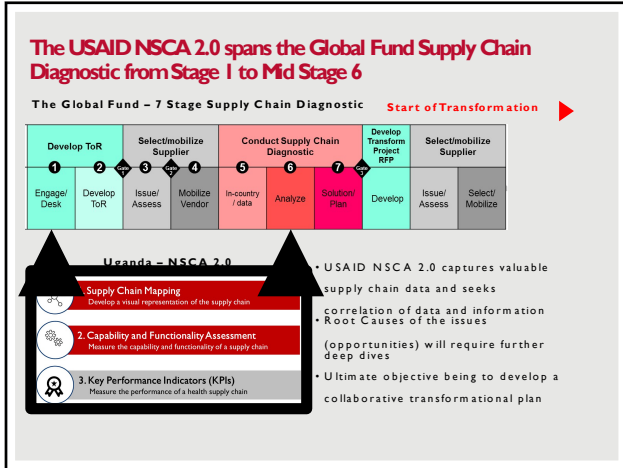 The USAID NSCA 2.0 spans the Global Fund Supply Chain
Diagnostic from Stage 1 to Mid Stage 6
The Global Fund – 7 Stage Supply Chain Diagnostic
Start of Transformation
Develop ToR
Select/mobilize
Supplier
Conduct Supply Chain
Diagnostic
Develop
Transform
Project
RFP
Select/mobilize
Supplier
1
2
Gate
1
3
Gate
2
4
5
6
7
Gate
3
Engage/
Desk
Develop
ToR
Issue/
Assess
Mobilize
Vendor
In-country
/ data
Analyze
Solution/
Plan
Develop
Issue/
Assess
Select/
Mobilize
Uganda – NSCA 2.0
. Supply Chain Mapping
Develop a visual representation of the supply chain
2. Capability and Functionality Assessment
Measure the capability and functionality of a supply chain
3. Key Performance Indicators (KPIs)
Measure the performance of a health supply chain
• USAID NSCA 2.0 captures valuable
supply chain data and seeks
correlation of data and information
• Root Causes of the issues
(opportunities) will require further
deep dives
• Ultimate objective being to develop a
collaborative transformational plan